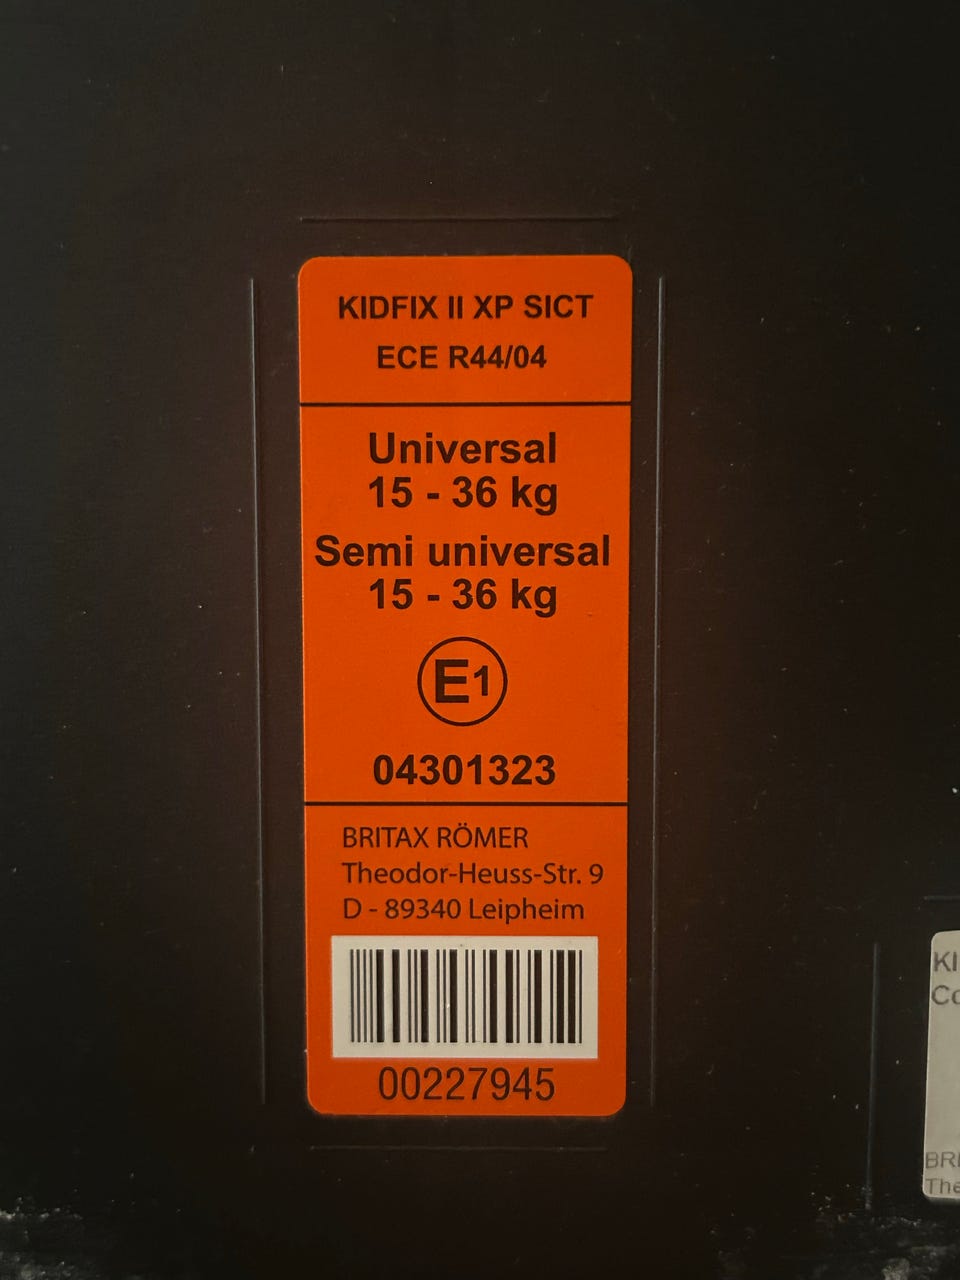 KIDFIX II XP SICT
ECE R44/04
Universal
15 - 36 kg
Semi universal
15 - 36 kg
E1
04301323
BRITAX RÖMER
Theodor-Heuss-Str. 9
D - 89340 Leipheim
00227945